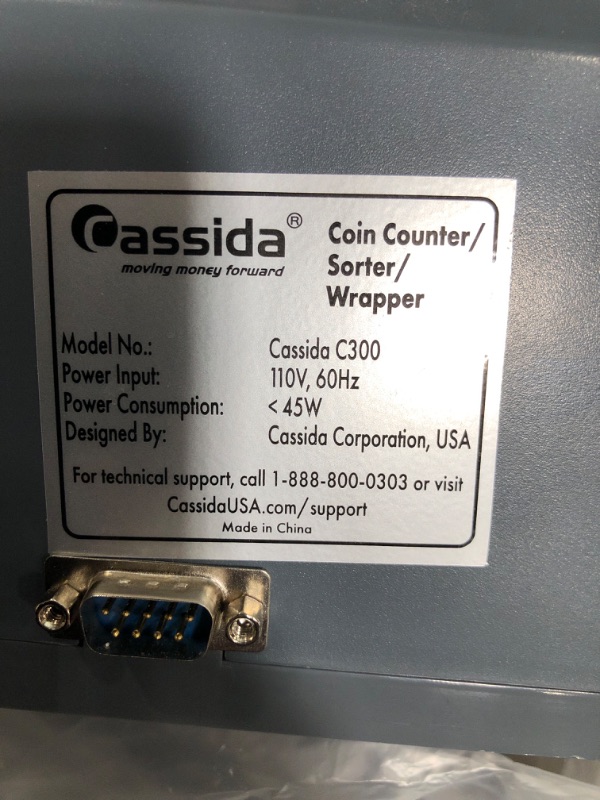 Cassida®
moving money forward
Coin Counter/
Sorter/
Wrapper
Model No.: Cassida C300
Power Input: 110V, 60Hz
Power Consumption: < 45W
Designed By: Cassida Corporation, USA
For technical support, call 1-888-800-0303 or visit
CassidaUSA.com/support
Made in China